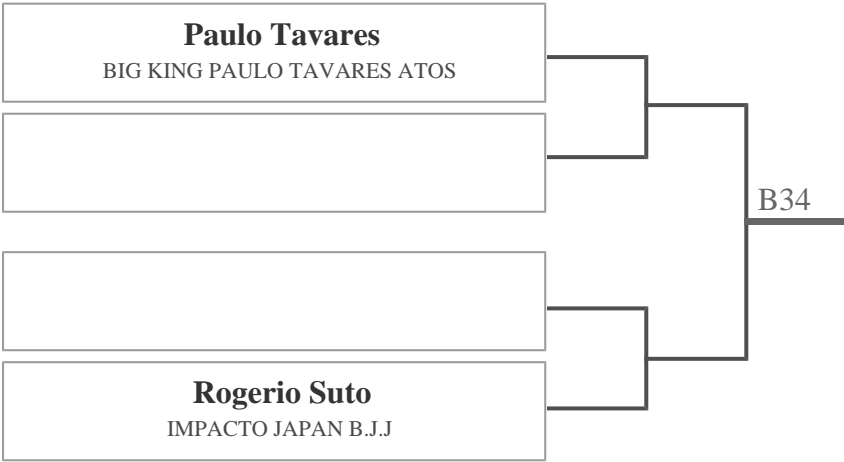 Paulo Tavares
BIG KING PAULO TAVARES ATOS
B34
Rogerio Suto
IMPACTO JAPAN B.J.J